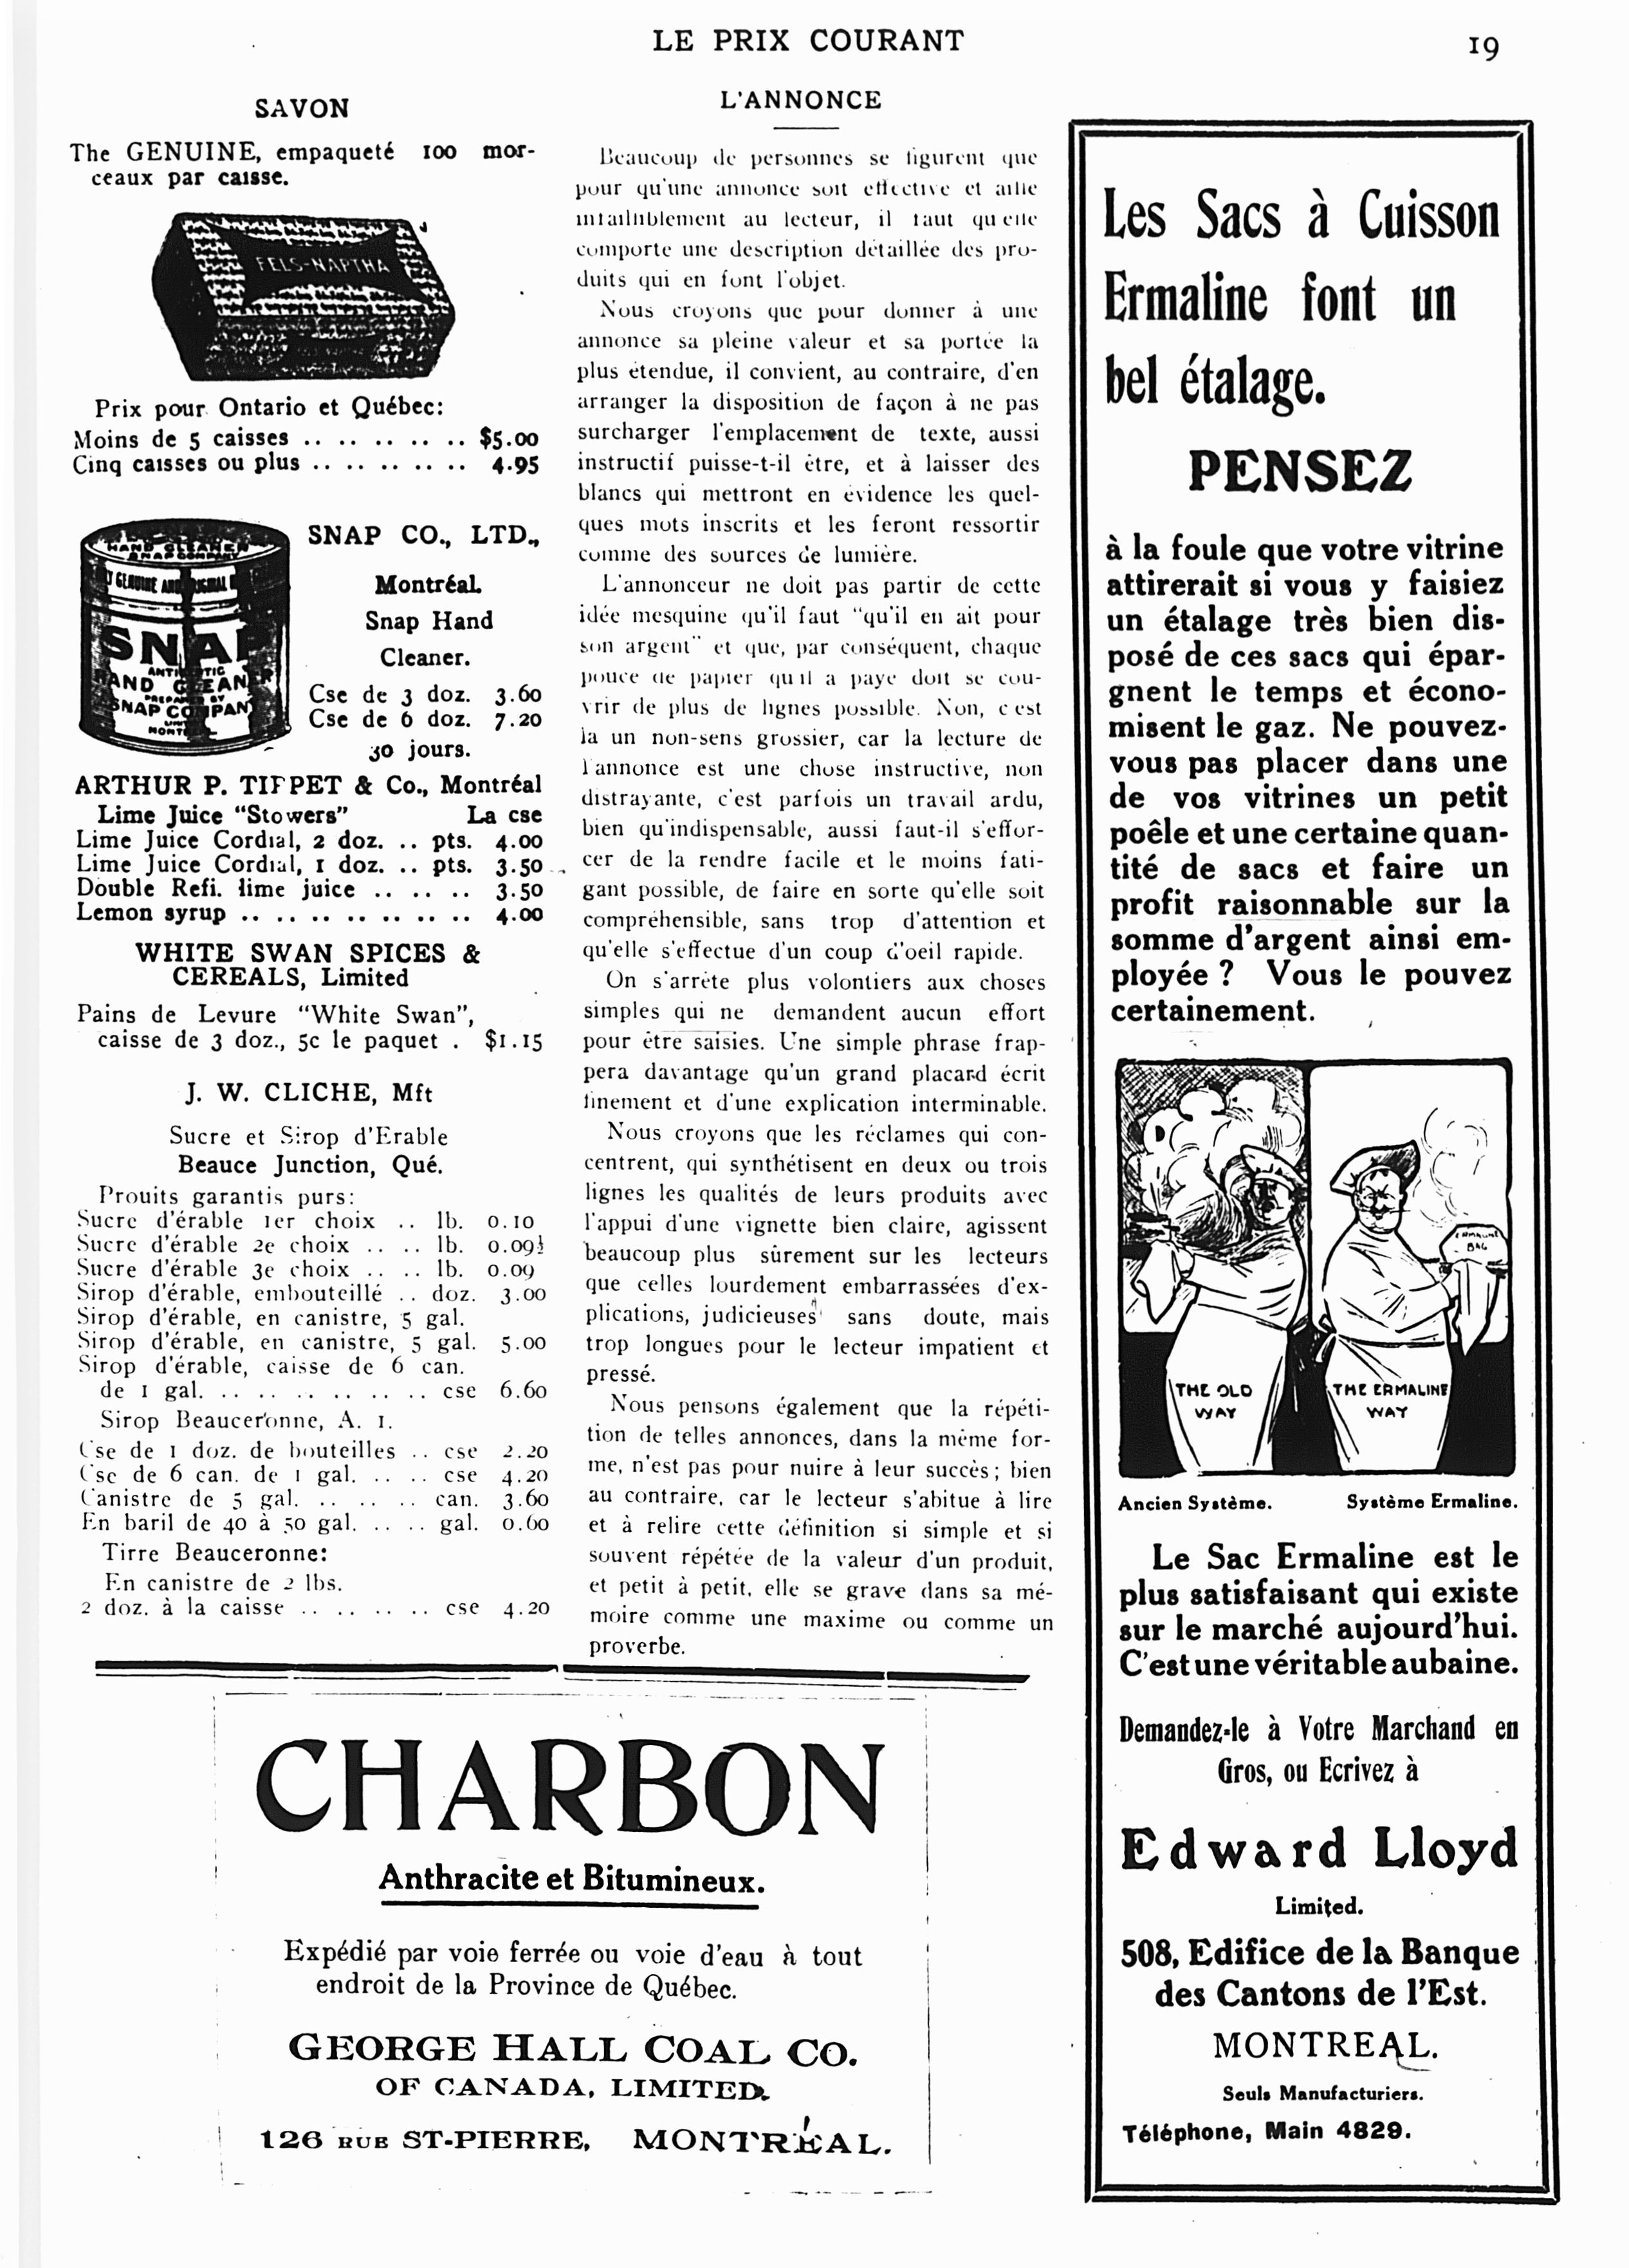 LE PRIX COURANT
19
SAVON
The GENUINE, empaqueté 100 mor-
ceaux par caisse.
FELS-NAPTHA
Prix pour Ontario et Québec:
Moins de 5 caisses .. .. .. .. .. $5.00
Cinq caisses ou plus .. .. .. .. .. 4.95
HAND CLEANER
SNAP COMPANY
GENUINE AND ORIGINAL
SNAP
ANTISEPTIC
HAND CLEANER
PREPARED BY
SNAP COMPANY
LIMITED
MONTREAL
SNAP CO., LTD.,
Montréal.
Snap Hand
Cleaner.
Cse de 3 doz. 3.60
Cse de 6 doz. 7.20
30 jours.
ARTHUR P. TIPPET & Co., Montréal
Lime Juice "Stowers" La cse
Lime Juice Cordial, 2 doz. .. pts. 4.00
Lime Juice Cordial, 1 doz. .. pts. 3.50
Double Refi. lime juice .. .. .. 3.50
Lemon syrup .. .. .. .. .. .. .. 4.00
WHITE SWAN SPICES &
CEREALS, Limited
Pains de Levure "White Swan",
caisse de 3 doz., 5c le paquet . $1.15
J. W. CLICHE, Mft
Sucre et Sirop d'Erable
Beauce Junction, Qué.
Prouits garantis purs:
Sucre d'érable 1er choix .. lb. 0.10
Sucre d'érable 2e choix .. .. lb. 0.09½
Sucre d'érable 3e choix .. .. lb. 0.09
Sirop d'érable, embouteillé .. doz. 3.00
Sirop d'érable, en canistre, 5 gal.
Sirop d'érable, en canistre, 5 gal. 5.00
Sirop d'érable, caisse de 6 can.
de 1 gal. .. .. .. .. .. .. cse 6.60
Sirop Beauceronne, A. 1.
Cse de 1 doz. de bouteilles .. cse 2.20
Cse de 6 can. de 1 gal. .. .. cse 4.20
Canistre de 5 gal. .. .. .. can. 3.60
En baril de 40 à 50 gal. .. .. gal. 0.60
Tirre Beauceronne:
En canistre de 2 lbs.
2 doz. à la caisse .. .. .. .. cse 4.20
L'ANNONCE
Beaucoup de personnes se figurent que
pour qu'une annonce soit effective et aille
infailliblement au lecteur, il faut qu'elle
comporte une description détaillée des pro-
duits qui en font l'objet.
Nous croyons que pour donner à une
annonce sa pleine valeur et sa portée la
plus étendue, il convient, au contraire, d'en
arranger la disposition de façon à ne pas
surcharger l'emplacement de texte, aussi
instructif puisse-t-il être, et à laisser des
blancs qui mettront en évidence les quel-
ques mots inscrits et les feront ressortir
comme des sources de lumière.
L'annonceur ne doit pas partir de cette
idée mesquine qu'il faut "qu'il en ait pour
son argent" et que, par conséquent, chaque
pouce de papier qu'il a payé doit se cou-
vrir de plus de lignes possible. Non, c'est
là un non-sens grossier, car la lecture de
l'annonce est une chose instructive, non
distrayante, c'est parfois un travail ardu,
bien qu'indispensable, aussi faut-il s'effor-
cer de la rendre facile et le moins fati-
gant possible, de faire en sorte qu'elle soit
compréhensible, sans trop d'attention et
qu'elle s'effectue d'un coup d'oeil rapide.
On s'arrête plus volontiers aux choses
simples qui ne demandent aucun effort
pour être saisies. Une simple phrase frap-
pera davantage qu'un grand placard écrit
finement et d'une explication interminable.
Nous croyons que les réclames qui con-
centrent, qui synthétisent en deux ou trois
lignes les qualités de leurs produits avec
l'appui d'une vignette bien claire, agissent
beaucoup plus sûrement sur les lecteurs
que celles lourdement embarrassées d'ex-
plications, judicieuses sans doute, mais
trop longues pour le lecteur impatient et
pressé.
Nous pensons également que la répéti-
tion de telles annonces, dans la même for-
me, n'est pas pour nuire à leur succès; bien
au contraire, car le lecteur s'abitue à lire
et à relire cette définition si simple et si
souvent répétée de la valeur d'un produit,
et petit à petit, elle se grave dans sa mé-
moire comme une maxime ou comme un
proverbe.
CHARBON
Anthracite et Bitumineux.
Expédié par voie ferrée ou voie d'eau à tout
endroit de la Province de Québec.
GEORGE HALL COAL CO.
OF CANADA, LIMITED.
126 RUE ST-PIERRE, MONTRÉAL.
Les Sacs à Cuisson
Ermaline font un
bel étalage.
PENSEZ
à la foule que votre vitrine
attirerait si vous y faisiez
un étalage très bien dis-
posé de ces sacs qui épar-
gnent le temps et écono-
misent le gaz. Ne pouvez-
vous pas placer dans une
de vos vitrines un petit
poêle et une certaine quan-
tité de sacs et faire un
profit raisonnable sur la
somme d'argent ainsi em-
ployée ? Vous le pouvez
certainement.
ERMALINE
BAG
THE OLD
WAY
THE ERMALINE
WAY
Ancien Système. Système Ermaline.
Le Sac Ermaline est le
plus satisfaisant qui existe
sur le marché aujourd'hui.
C'est une véritable aubaine.
Demandez-le à Votre Marchand en
Gros, ou Ecrivez à
Edward Lloyd
Limited.
508, Edifice de la Banque
des Cantons de l'Est.
MONTREAL.
Seuls Manufacturiers.
Téléphone, Main 4829.